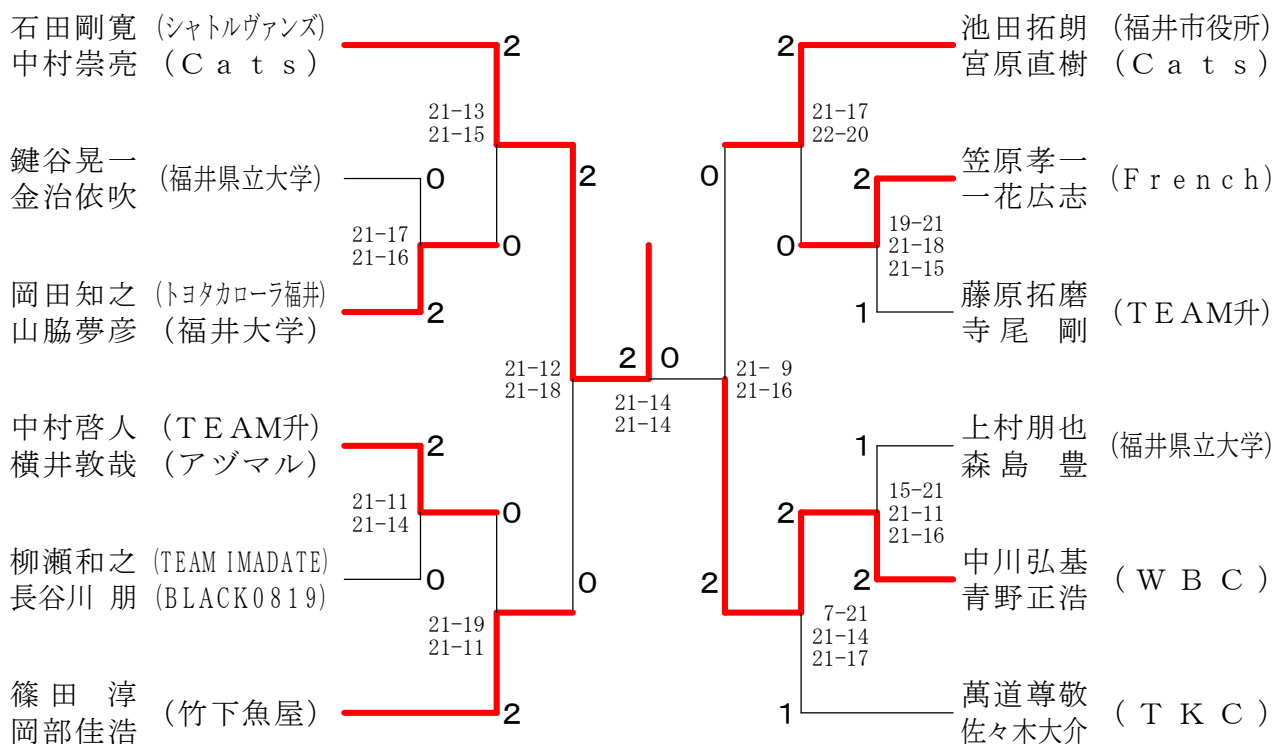 石田剛寛 (シャトルヴァンズ)
中村崇亮 (Cats)
2
21-13
21-15
鍵谷晃一
金治依吹
(福井県立大学)
0
21-17
21-16
0
岡田知之 (トヨタカローラ福井)
山脇夢彦 (福井大学)
2
2
21-12
21-18
中村啓人 (TEAM升)
横井敦哉 (アヅマル)
2
21-11
21-14
0
柳瀬和之 (TEAM IMADATE)
長谷川 朋 (BLACK0819)
0
21-19
21-11
0
篠田 淳
岡部佳浩
(竹下魚屋)
2
2 0
21-14
21-14
池田拓朗 (福井市役所)
宮原直樹 (Cats)
2
21-17
22-20
0
笠原孝一
一花広志
(French)
2
19-21
21-18
21-15
0
藤原拓磨
寺尾 剛
(TEAM升)
1
21- 9
21-16
上村朋也
森島 豊
(福井県立大学)
1
15-21
21-11
21-16
2
中川弘基
青野正浩
(WBC)
2
2
7-21
21-14
21-17
萬道尊敬
佐々木大介
(TKC)
1